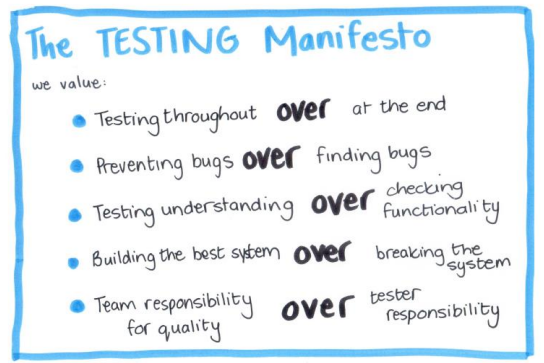 The TESTING Manifesto
we value:
Testing throughout over at the end
Preventing bugs over finding bugs
Testing understanding over checking
functionality
Building the best system over breaking the
system
Team responsibility over tester
for quality responsibility